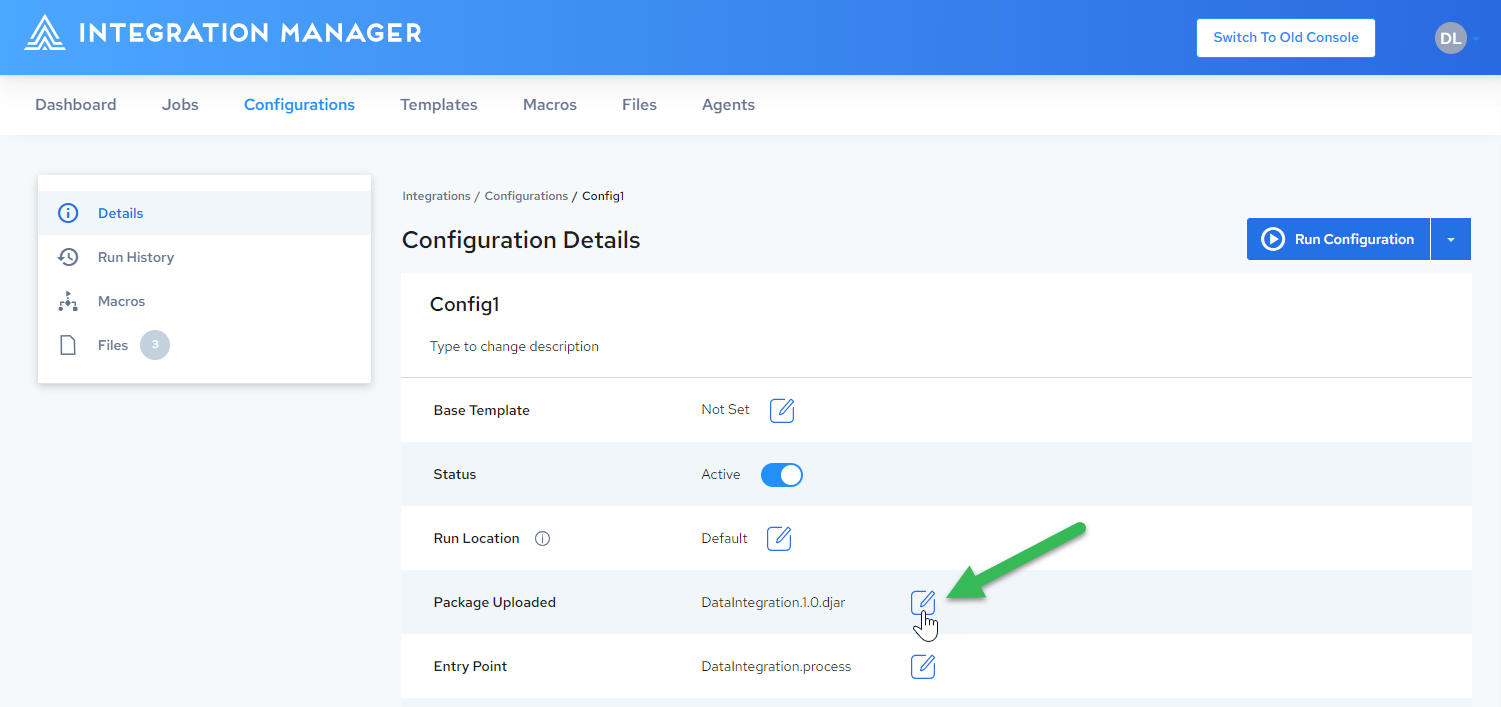 INTEGRATION MANAGER
Switch To Old Console
DL
Dashboard Jobs Configurations Templates Macros Files Agents
Details
Run History
Macros
Files 3
Integrations / Configurations / Config1
Configuration Details
Run Configuration
Config1
Type to change description
Base Template Not Set
Status Active
Run Location Default
Package Uploaded DataIntegration.1.0.djar
Entry Point DataIntegration.process